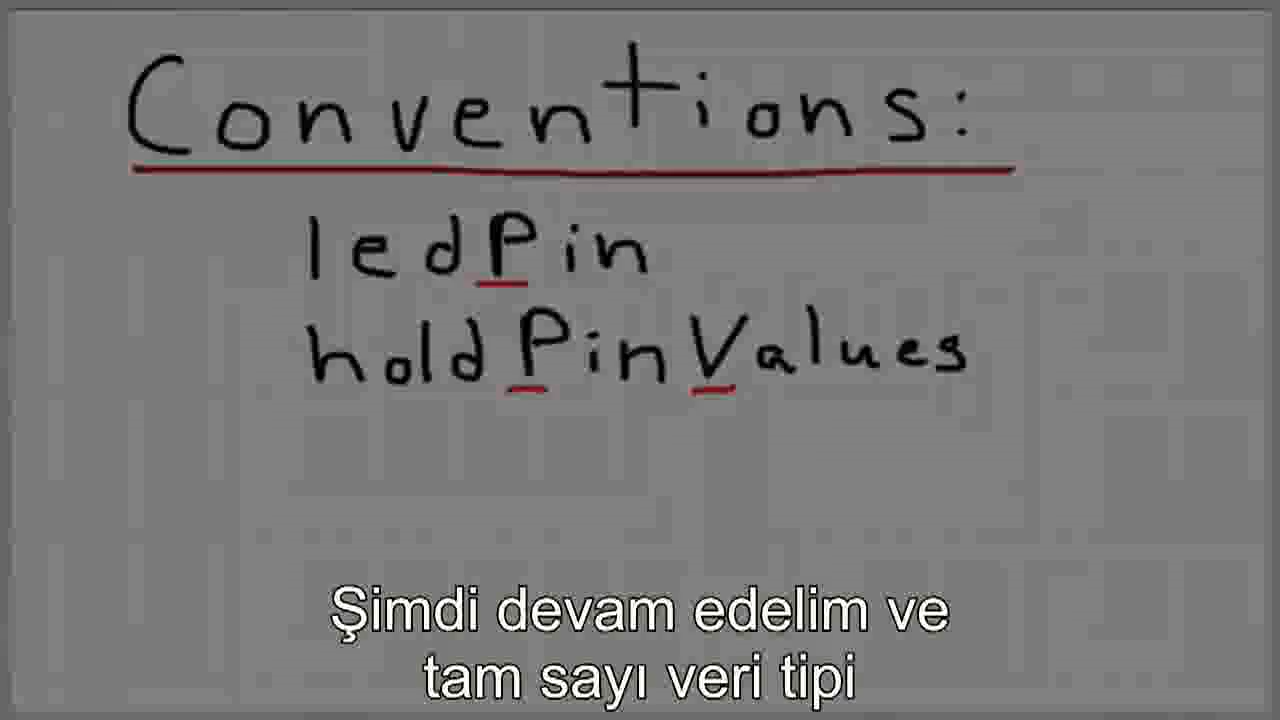 Conventions:
ledPin
holdPinValues
Şimdi devam edelim ve
tam sayı veri tipi